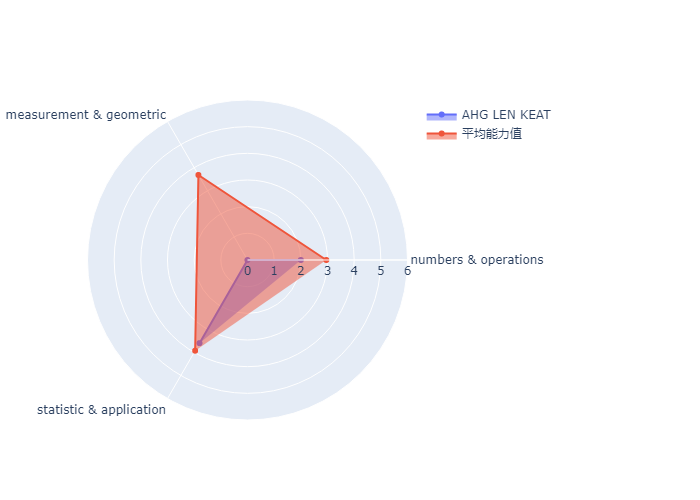 measurement & geometric
AHG LEN KEAT
平均能力值
numbers & operations
0 1 2 3 4 5 6
statistic & application